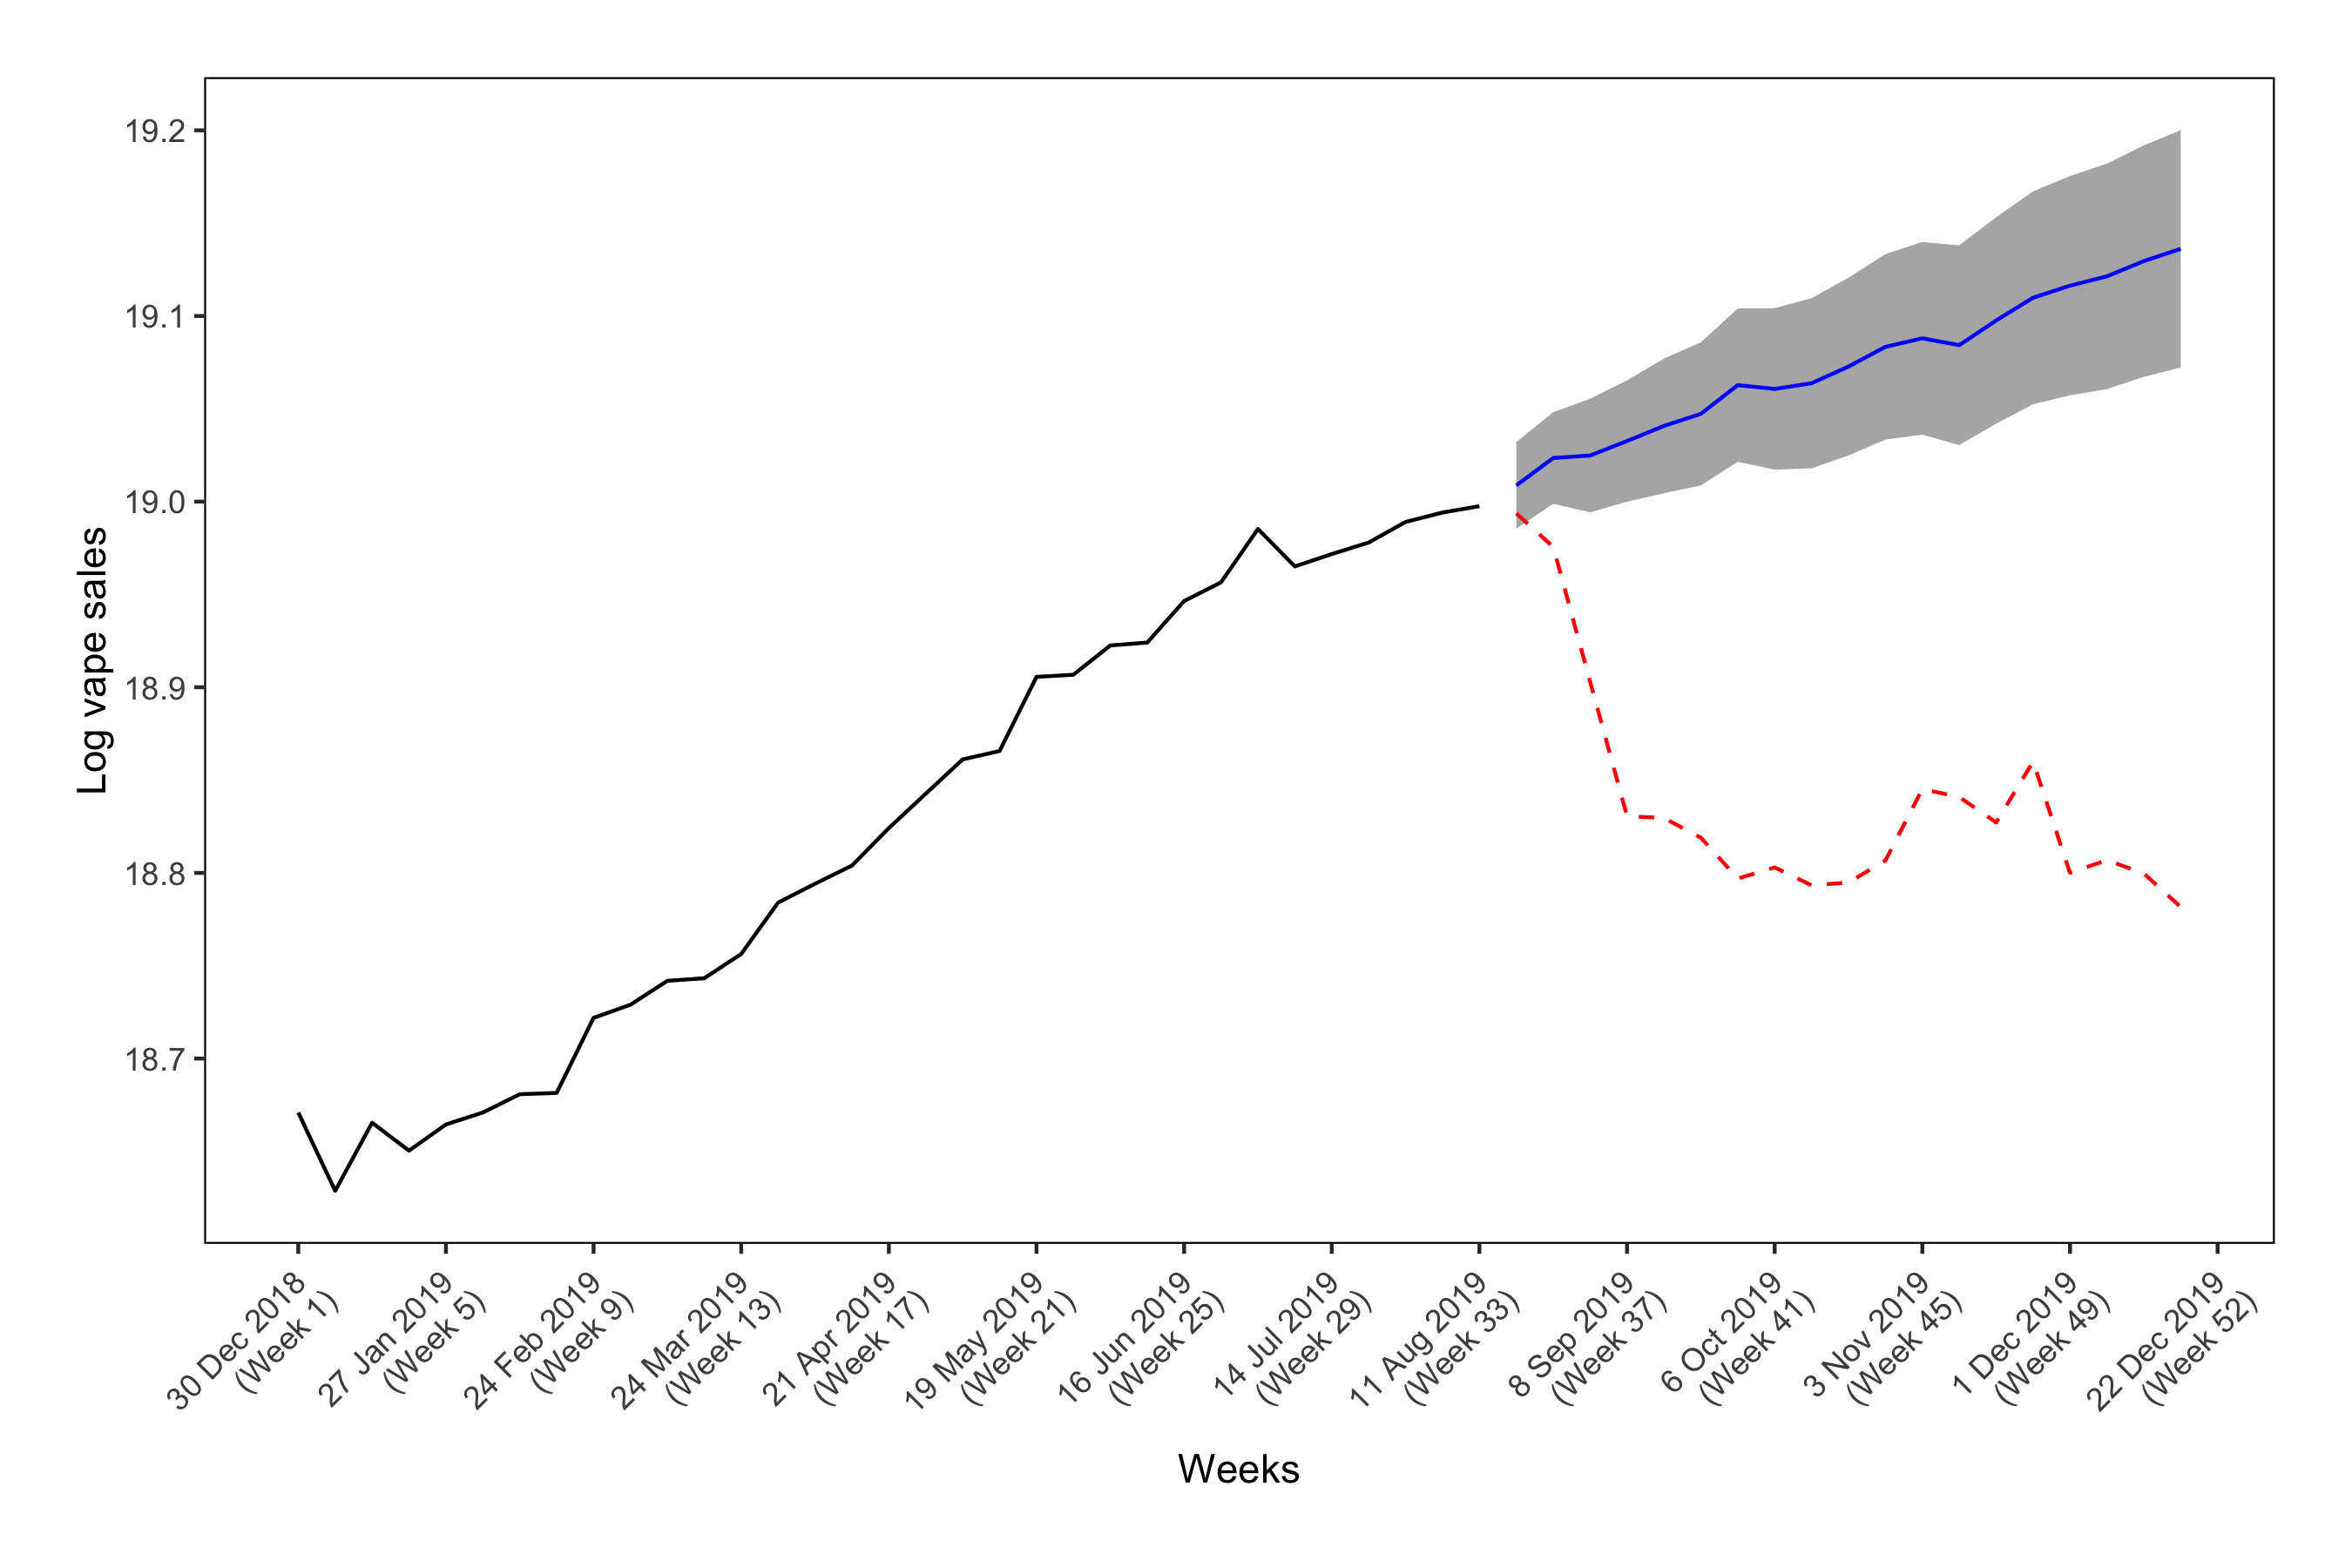 19.2
19.1
19.0
18.9
18.8
18.7
Log vape sales
30 Dec 2018
(Week 1)
27 Jan 2019
(Week 5)
24 Feb 2019
(Week 9)
24 Mar 2019
(Week 13)
21 Apr 2019
(Week 17)
19 May 2019
(Week 21)
16 Jun 2019
(Week 25)
14 Jul 2019
(Week 29)
11 Aug 2019
(Week 33)
8 Sep 2019
(Week 37)
6 Oct 2019
(Week 41)
3 Nov 2019
(Week 45)
1 Dec 2019
(Week 49)
22 Dec 2019
(Week 52)
Weeks